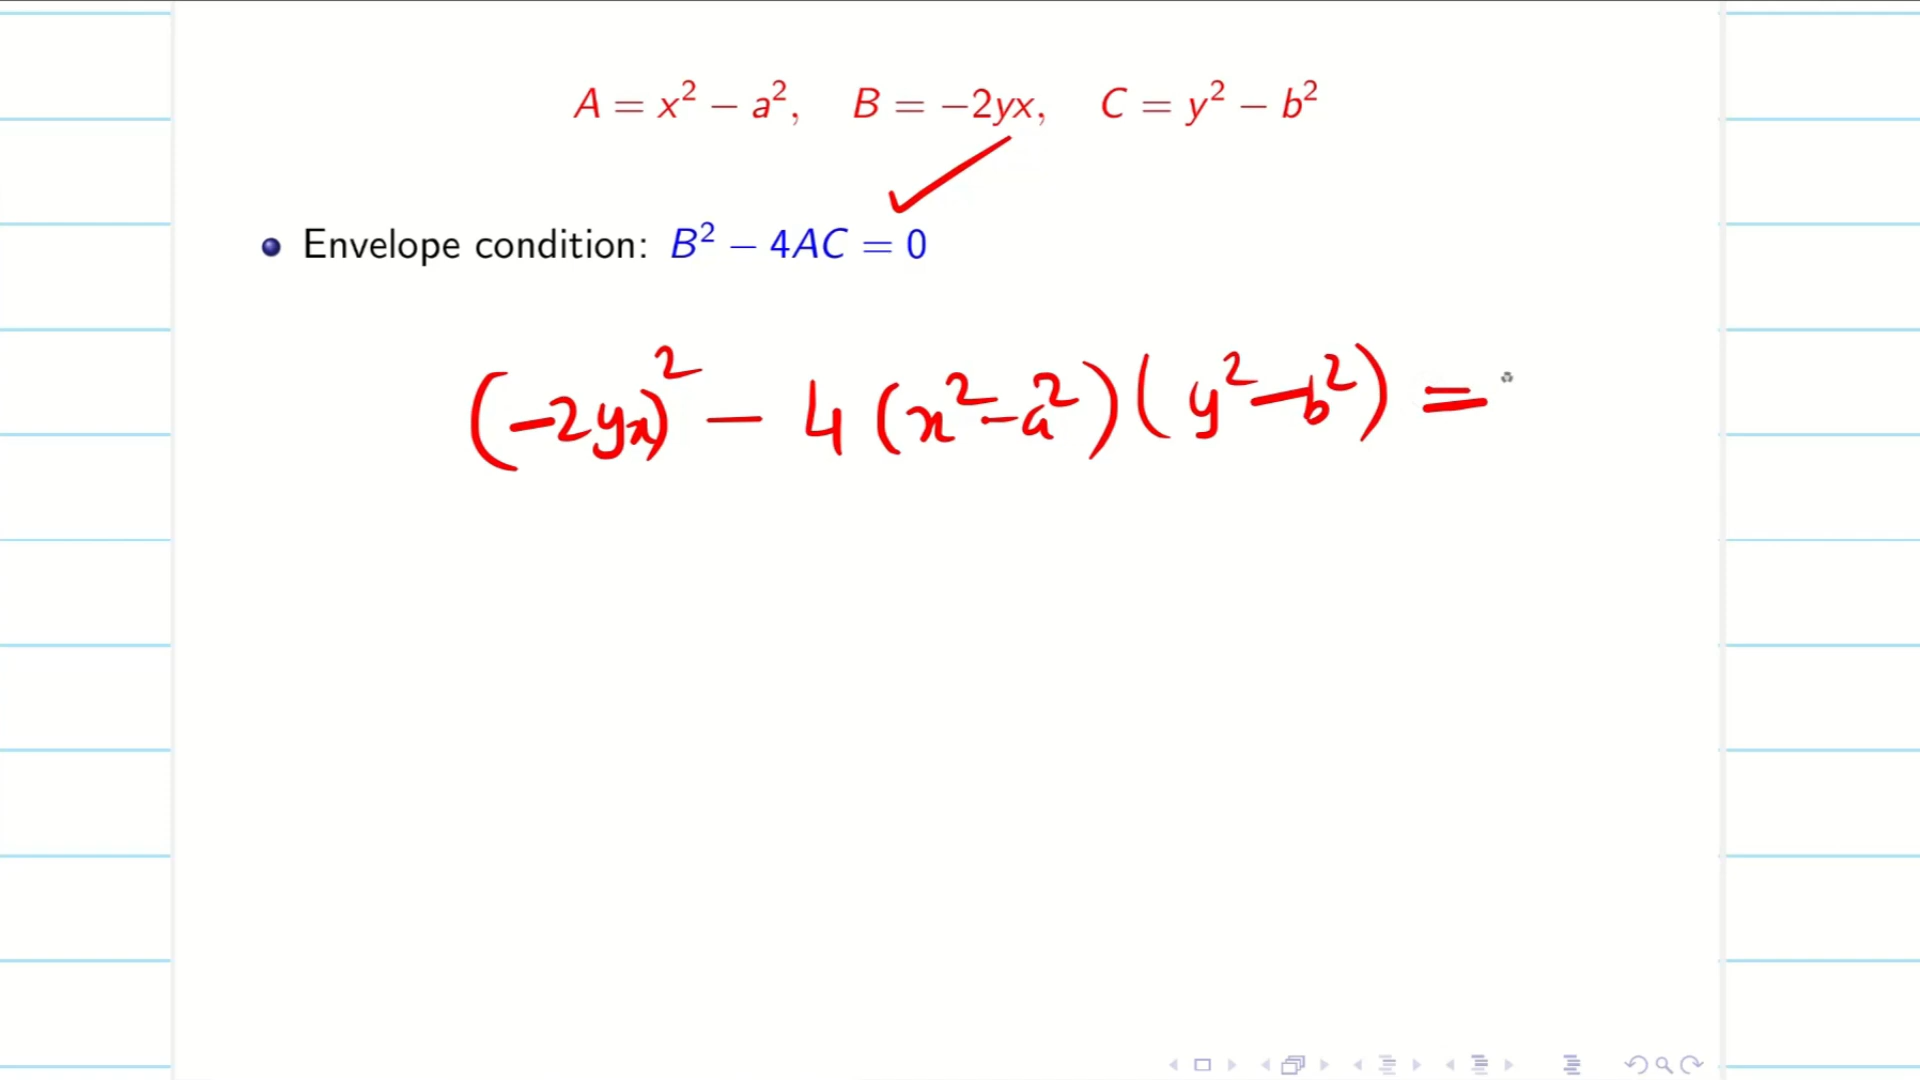 A = x² − a², B = −2yx, C = y² − b²
Envelope condition: B² − 4AC = 0
(−2yx)² − 4(x²−a²)(y²−b²) =